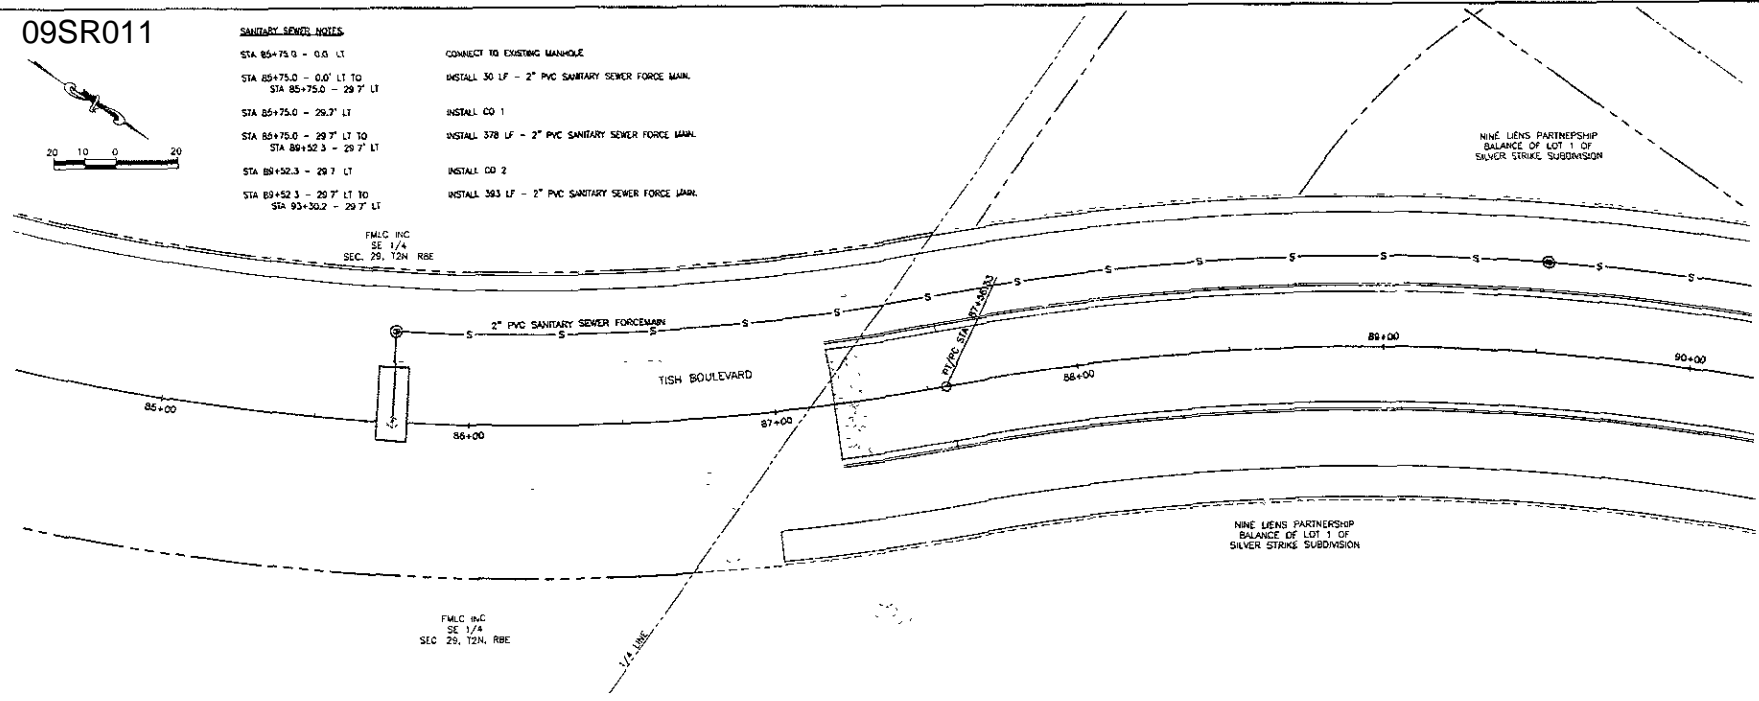 09SR011
SANITARY SEWER NOTES
STA 85+75.0 - 0.0 LT CONNECT TO EXISTING MANHOLE
STA 85+75.0 - 0.0' LT TO INSTALL 30 LF - 2" PVC SANITARY SEWER FORCE MAIN.
STA 85+75.0 - 29.7' LT
STA 85+75.0 - 29.7' LT INSTALL CO 1
STA 85+75.0 - 29.7' LT TO INSTALL 378 LF - 2" PVC SANITARY SEWER FORCE MAIN.
STA 89+52.3 - 29.7' LT
STA 89+52.3 - 29.7 LT INSTALL CO 2
STA 89+52.3 - 29.7' LT TO INSTALL 393 LF - 2" PVC SANITARY SEWER FORCE MAIN.
STA 93+30.2 - 29.7' LT
20 10 0 20
NINE LIENS PARTNERSHIP
BALANCE OF LOT 1 OF
SILVER STRIKE SUBDIVISION
FMLC INC
SE 1/4
SEC. 29, T2N R8E
S S S S S S S S S S S S S S
2" PVC SANITARY SEWER FORCEMAIN
PT/PC STA
TISH BOULEVARD
85+00
86+00
87+00
88+00
89+00
90+00
NINE LIENS PARTNERSHIP
BALANCE OF LOT 1 OF
SILVER STRIKE SUBDIVISION
FMLC INC
SE 1/4
SEC 29, T2N, R8E
1/4 LINE